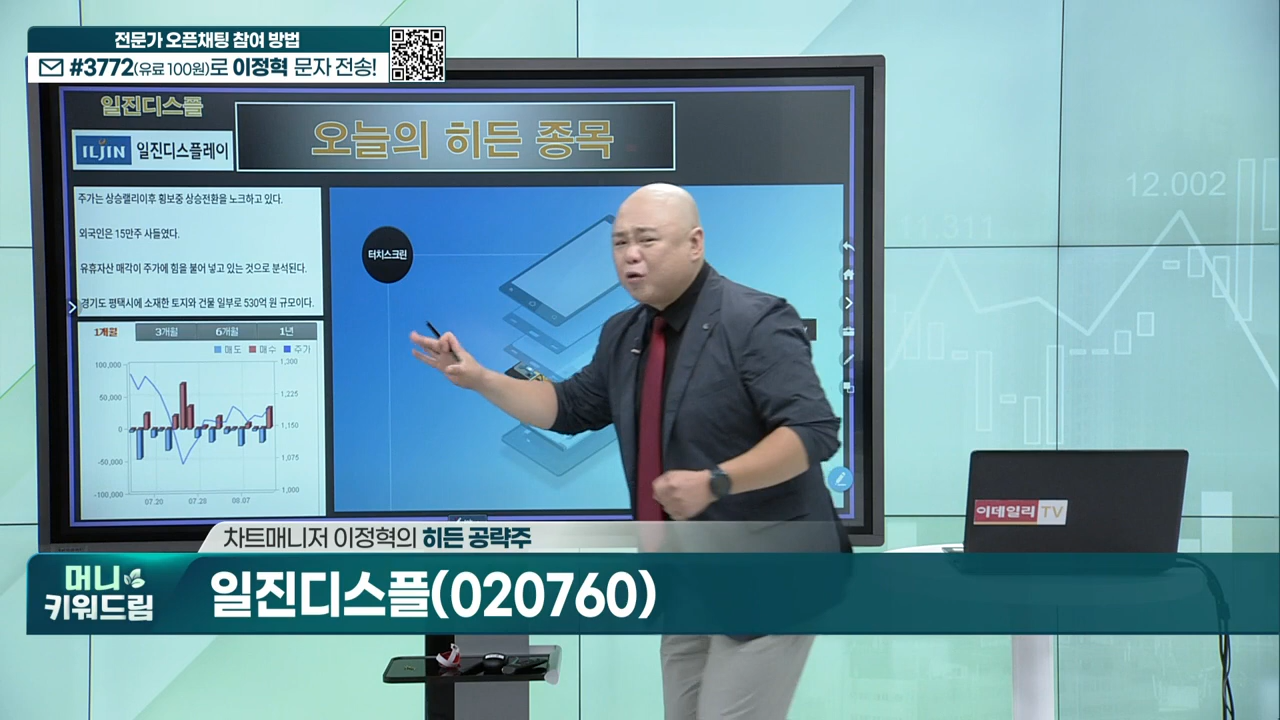 전문가 오픈채팅 참여 방법
#3772(유료 100원)로 이정혁 문자 전송!
일진디스플
오늘의 히든 종목
ILJIN 일진디스플레이
주가는 상승랠리이후 횡보중 상승전환을 노크하고 있다.
외국인은 15만주 사들였다.
유휴자산 매각이 주가에 힘을 불어 넣고 있는 것으로 분석된다.
경기도 평택시에 소재한 토지와 건물 일부로 530억 원 규모이다.
터치스크린
1개월 3개월 6개월 1년
매도 매수 주가
100,000 1,300
50,000 1,225
0 1,150
-50,000 1,075
-100,000 1,000
07.20 07.28 08.07
11.311
12.002
이데일리TV
차트매니저 이정혁의 히든 공략주
머니
키워드림
일진디스플(020760)